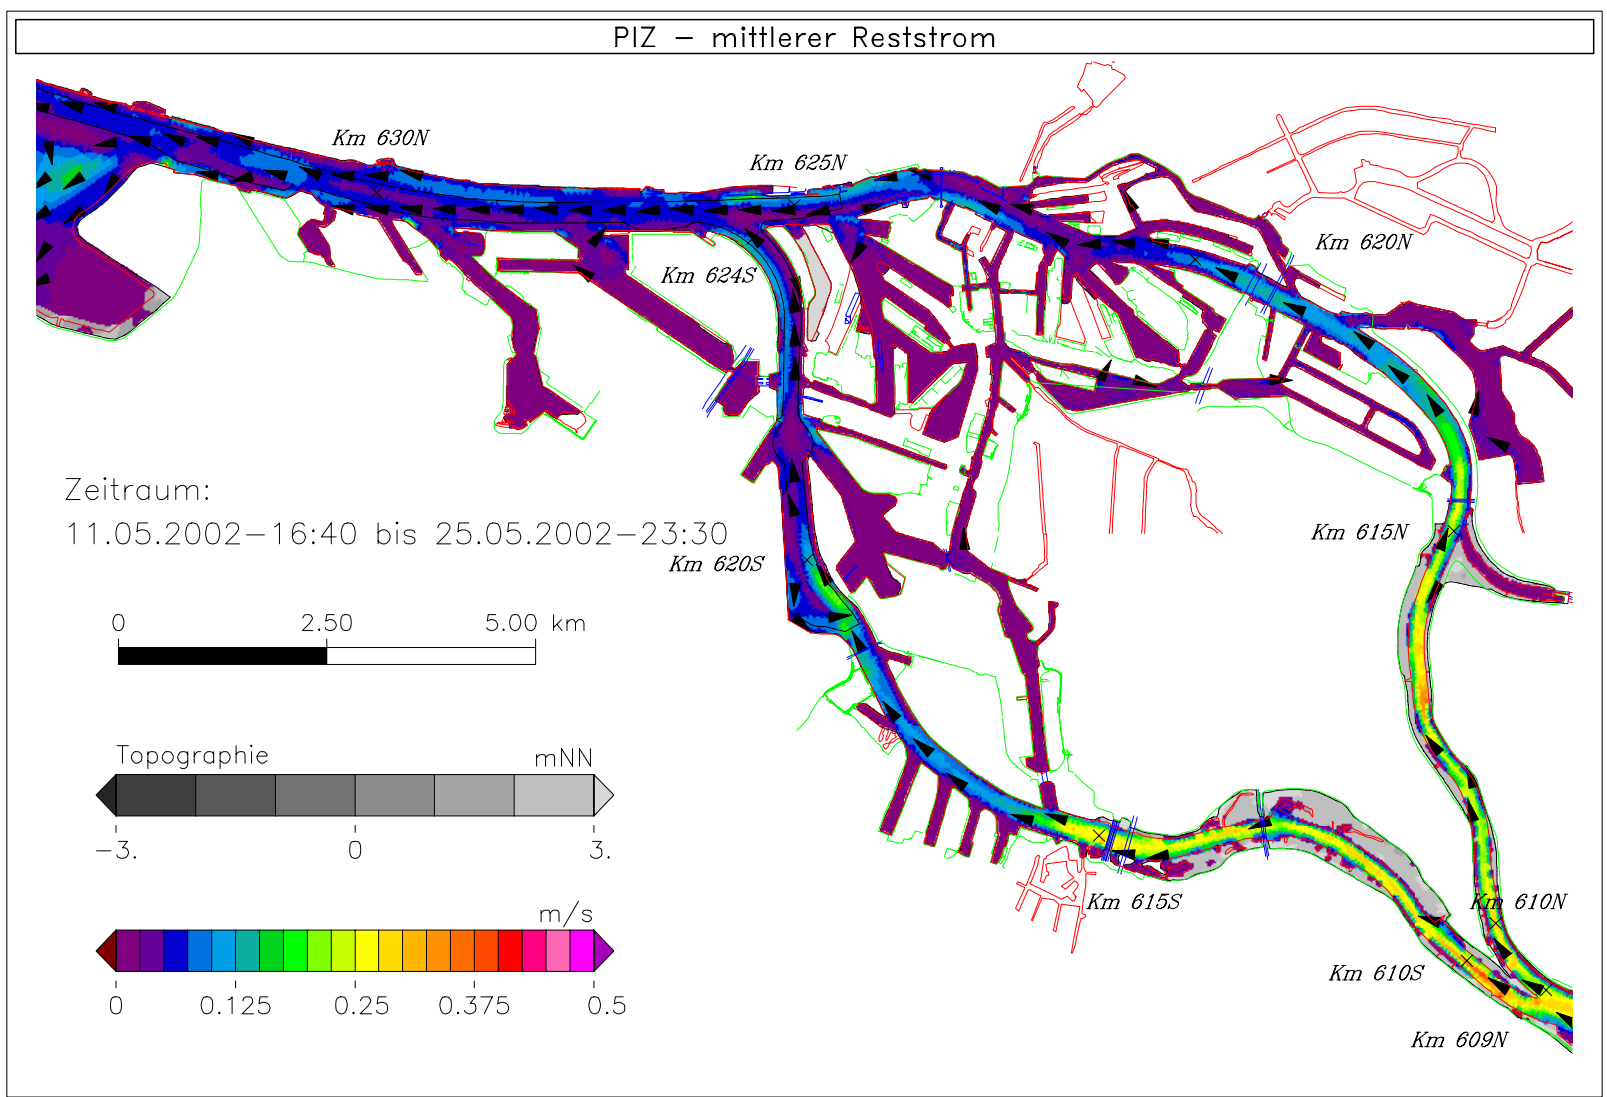 PIZ - mittlerer Reststrom
Km 630N
Km 625N
Km 620N
Km 624S
Zeitraum:
11.05.2002-16:40 bis 25.05.2002-23:30
Km 615N
Km 620S
0 2.50 5.00 km
Topographie mNN
-3. 0 3.
Km 615S
Km 610N
m/s
Km 610S
0 0.125 0.25 0.375 0.5
Km 609N